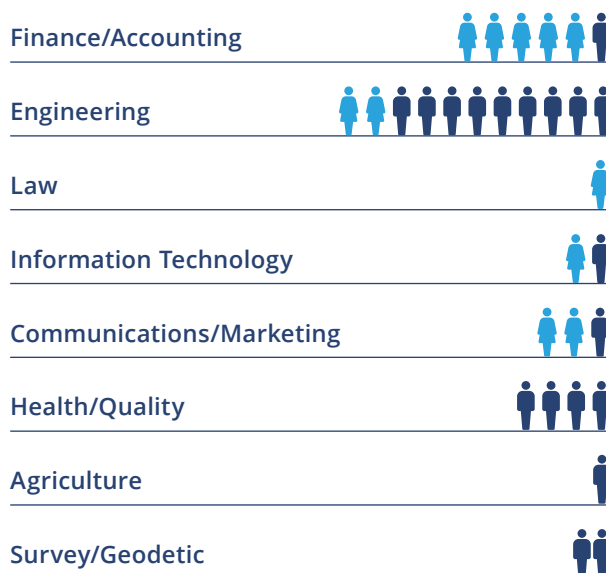 Finance/Accounting
Engineering
Law
Information Technology
Communications/Marketing
Health/Quality
Agriculture
Survey/Geodetic